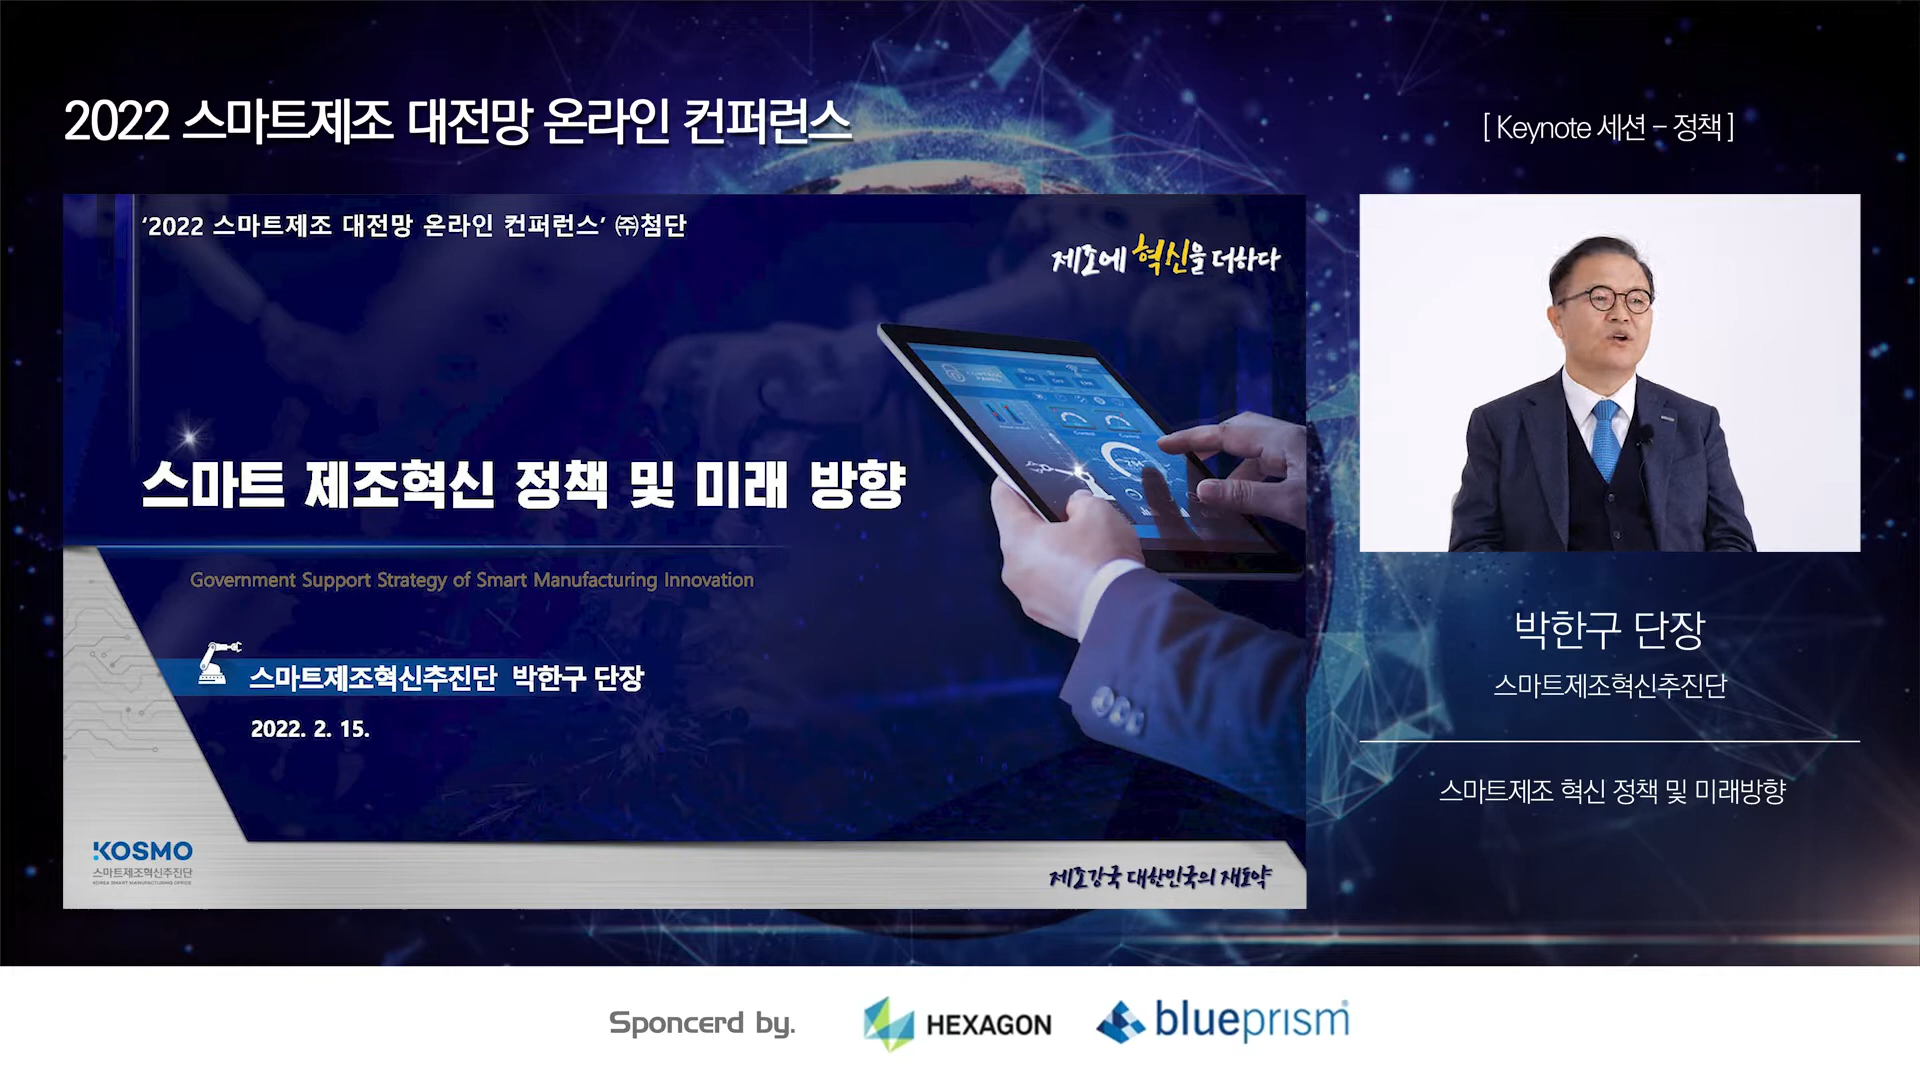 2022 스마트제조 대전망 온라인 컨퍼런스
[ Keynote 세션 – 정책 ]
‘2022 스마트제조 대전망 온라인 컨퍼런스’ ㈜첨단
제조에 혁신을 더하다
스마트 제조혁신 정책 및 미래 방향
Government Support Strategy of Smart Manufacturing Innovation
스마트제조혁신추진단 박한구 단장
2022. 2. 15.
KOSMO
스마트제조혁신추진단
KOREA SMART MANUFACTURING OFFICE
제조강국 대한민국의 재도약
박한구 단장
스마트제조혁신추진단
스마트제조 혁신 정책 및 미래방향
Sponcerd by.
HEXAGON
blueprism